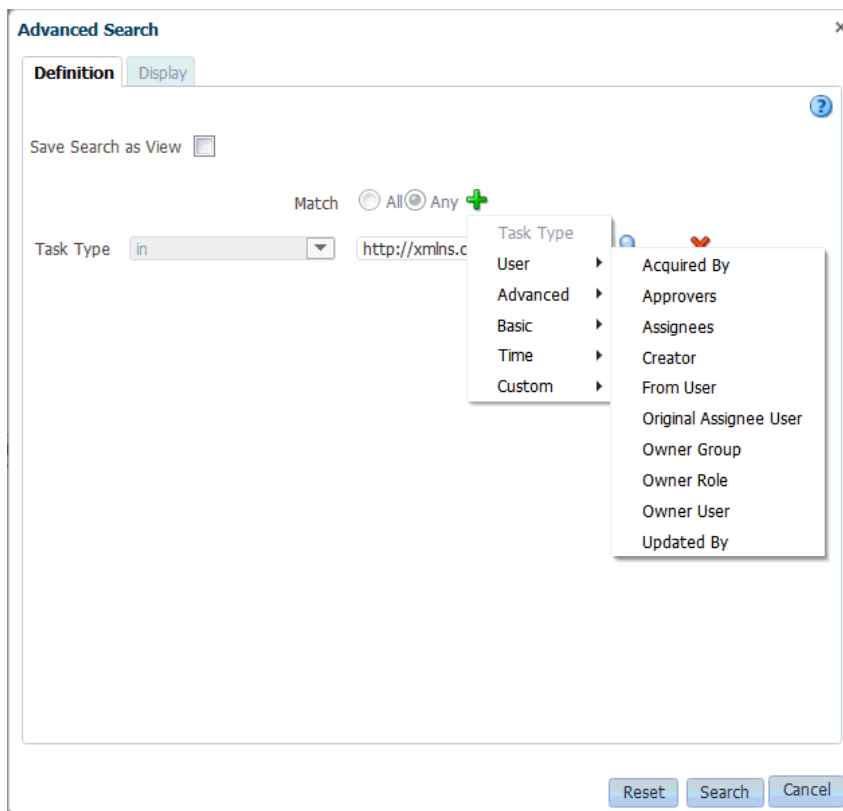 Advanced Search
Definition Display
Save Search as View
Match All Any
Task Type in http://xmlns.c
Task Type
User
Advanced
Basic
Time
Custom
Acquired By
Approvers
Assignees
Creator
From User
Original Assignee User
Owner Group
Owner Role
Owner User
Updated By
Reset Search Cancel